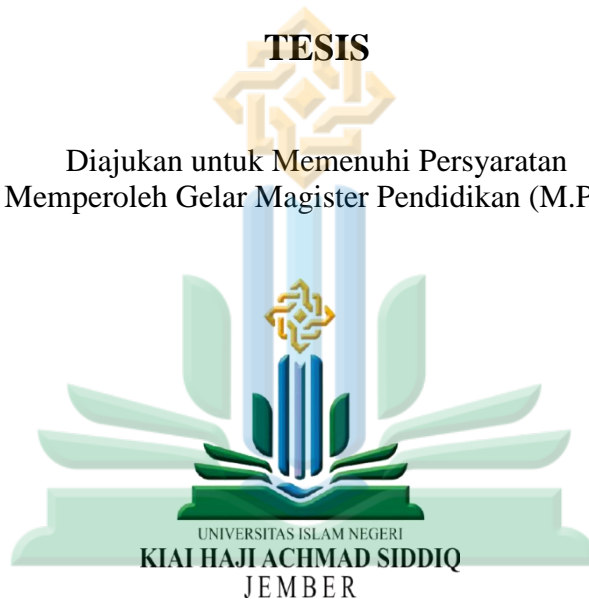 TESIS
Diajukan untuk Memenuhi Persyaratan
Memperoleh Gelar Magister Pendidikan (M.P
UNIVERSITAS ISLAM NEGERI
KIAI HAJI ACHMAD SIDDIQ
JEMBER